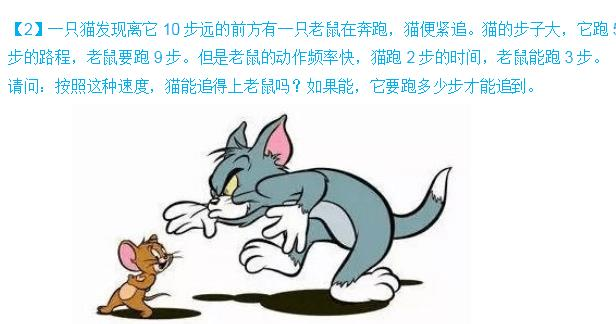 【2】一只猫发现离它 10 步远的前方有一只老鼠在奔跑，猫便紧追。猫的步子大，它跑
步的路程，老鼠要跑 9 步。但是老鼠的动作频率快，猫跑 2 步的时间，老鼠能跑 3 步。
请问：按照这种速度，猫能追得上老鼠吗？如果能，它要跑多少步才能追到。